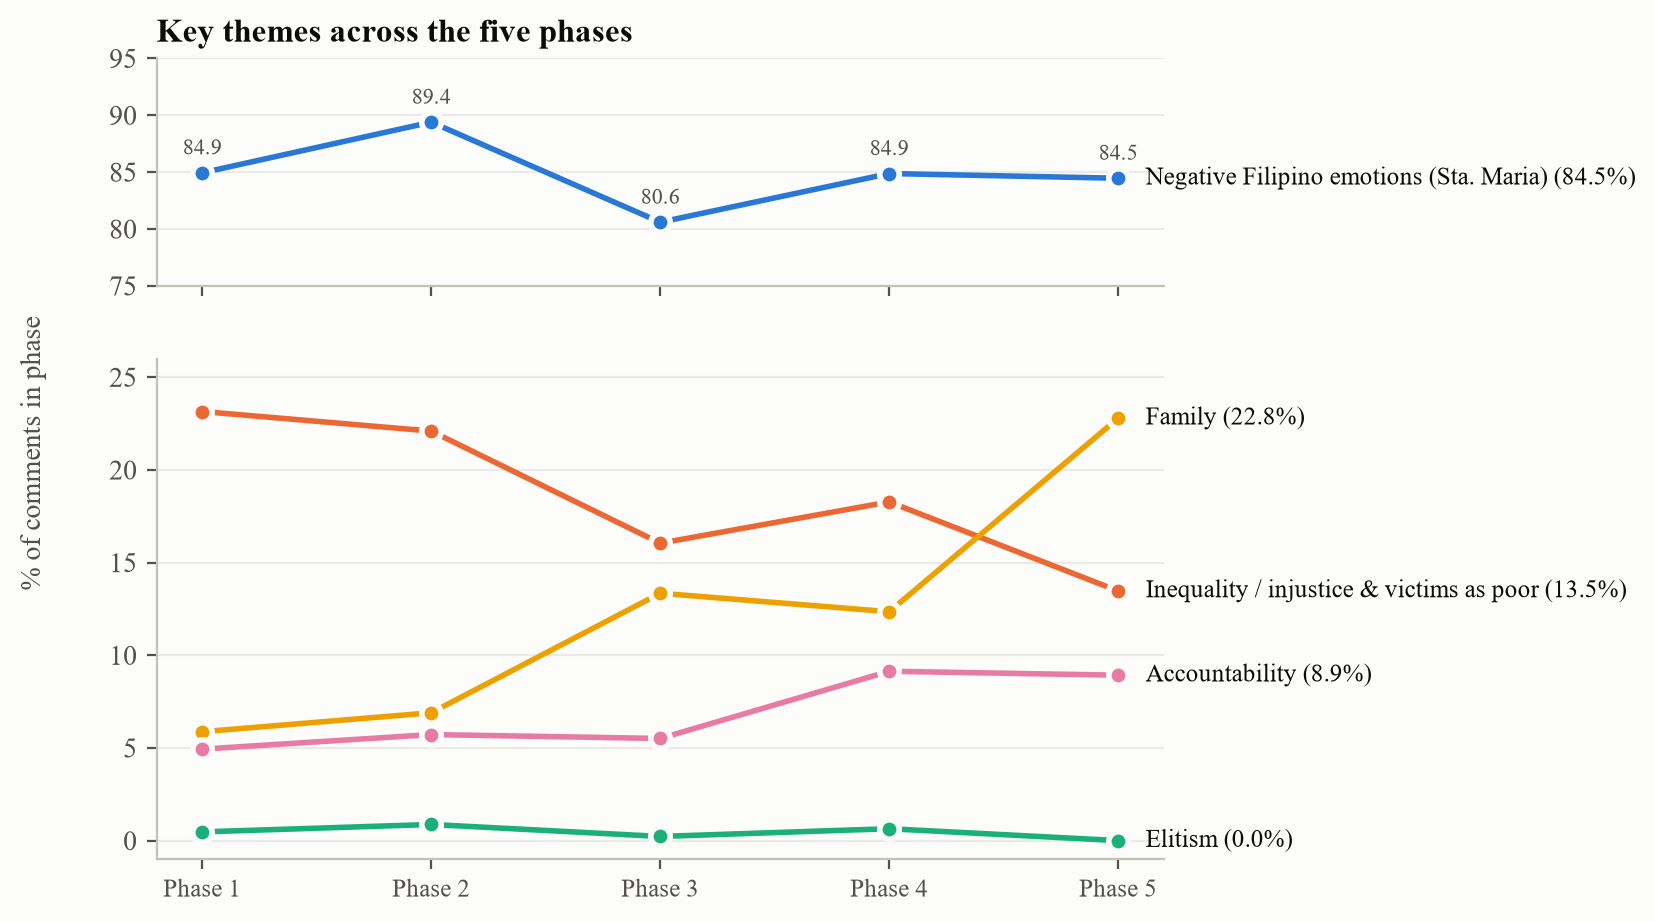 Key themes across the five phases
95
90
85
80
75
84.9
89.4
80.6
84.9
84.5
Negative Filipino emotions (Sta. Maria) (84.5%)
% of comments in phase
25
20
15
10
5
0
Family (22.8%)
Inequality / injustice & victims as poor (13.5%)
Accountability (8.9%)
Elitism (0.0%)
Phase 1
Phase 2
Phase 3
Phase 4
Phase 5